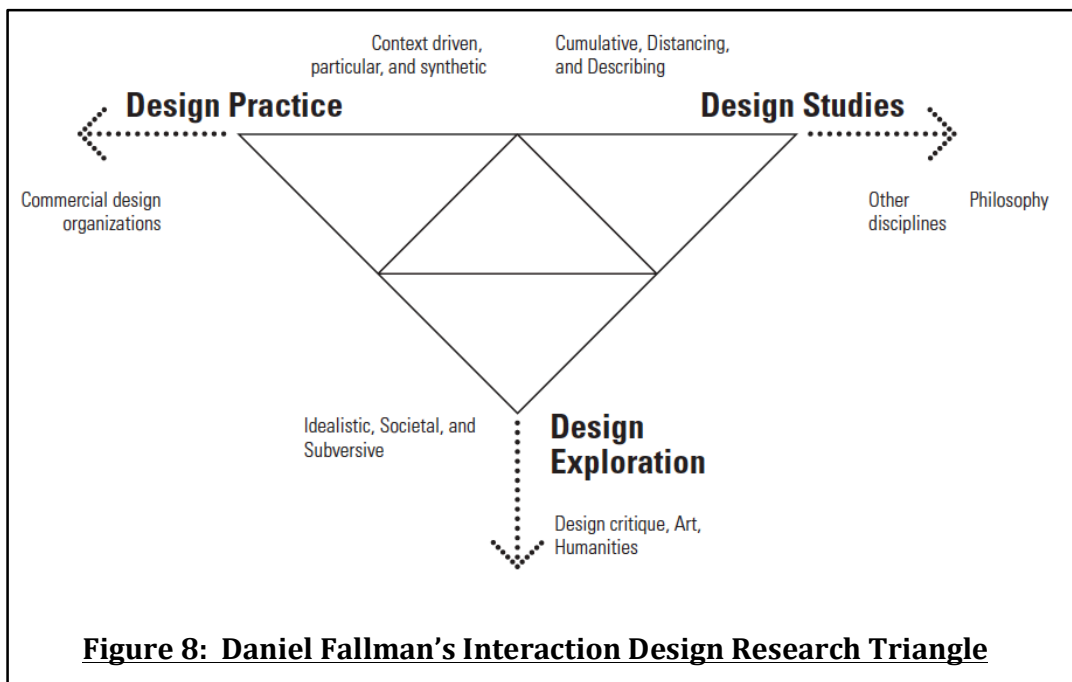 Context driven,
particular, and synthetic
Cumulative, Distancing,
and Describing
Design Practice
Design Studies
Commercial design
organizations
Other
disciplines
Philosophy
Idealistic, Societal, and
Subversive
Design
Exploration
Design critique, Art,
Humanities
Figure 8:  Daniel Fallman’s Interaction Design Research Triangle